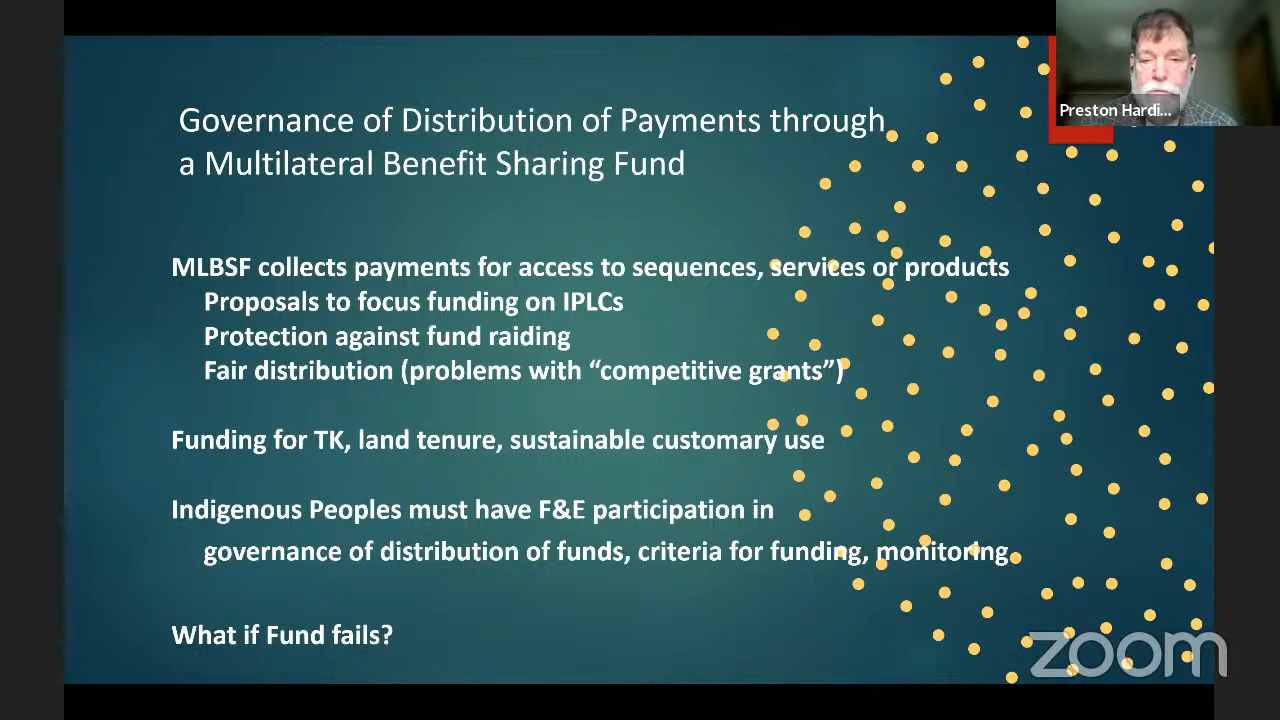 Preston Hardi...
Governance of Distribution of Payments through
a Multilateral Benefit Sharing Fund
MLBSF collects payments for access to sequences, services or products
Proposals to focus funding on IPLCs
Protection against fund raiding
Fair distribution (problems with “competitive grants”)
Funding for TK, land tenure, sustainable customary use
Indigenous Peoples must have F&E participation in
governance of distribution of funds, criteria for funding, monitoring
What if Fund fails?
zoom